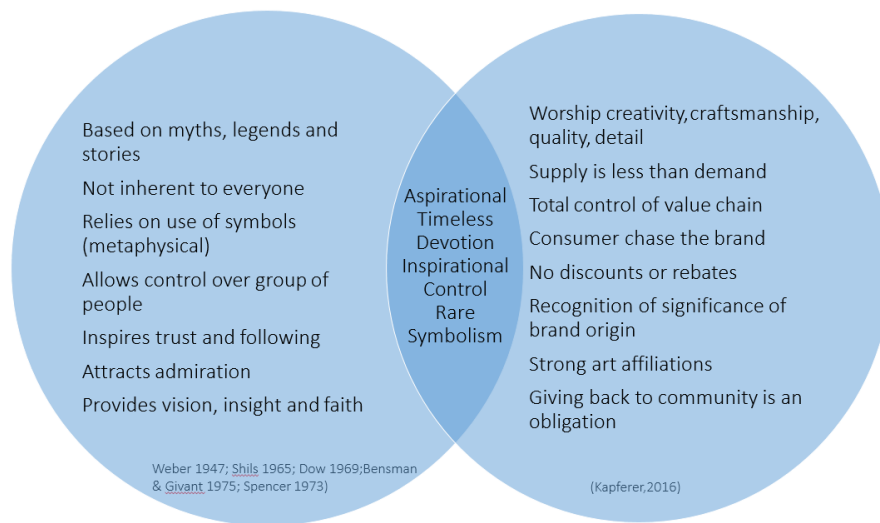 Based on myths, legends and
stories
Not inherent to everyone
Relies on use of symbols
(metaphysical)
Allows control over group of
people
Inspires trust and following
Attracts admiration
Provides vision, insight and faith
Weber 1947; Shils 1965; Dow 1969;Bensman
& Givant 1975; Spencer 1973)
Aspirational
Timeless
Devotion
Inspirational
Control
Rare
Symbolism
Worship creativity,craftsmanship,
quality, detail
Supply is less than demand
Total control of value chain
Consumer chase the brand
No discounts or rebates
Recognition of significance of
brand origin
Strong art affiliations
Giving back to community is an
obligation
(Kapferer,2016)